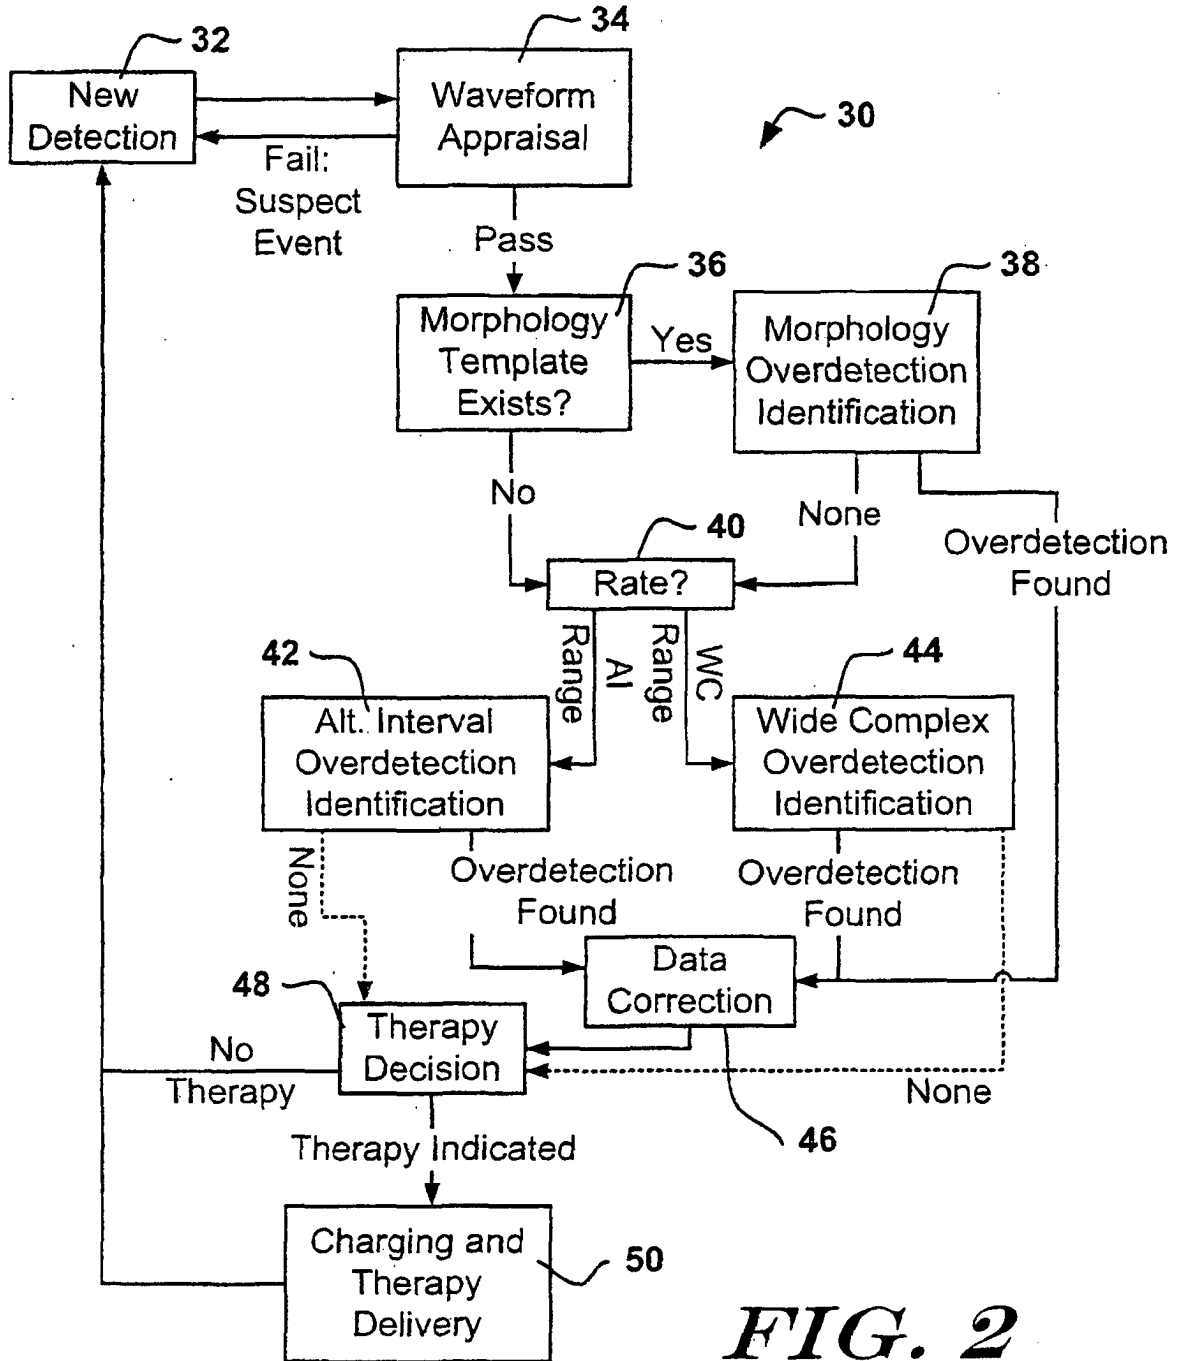 32
34
New
Detection
Waveform
Appraisal
30
Fail:
Suspect
Event
Pass
36
38
Morphology
Template
Exists?
Yes
Morphology
Overdetection
Identification
No
None
40
Overdetection
Found
Rate?
AI
Range
WC
Range
42
44
Alt. Interval
Overdetection
Identification
Wide Complex
Overdetection
Identification
None
Overdetection
Found
Overdetection
Found
Data
Correction
48
Therapy
Decision
No
Therapy
None
46
Therapy Indicated
Charging and
Therapy
Delivery
50
FIG. 2